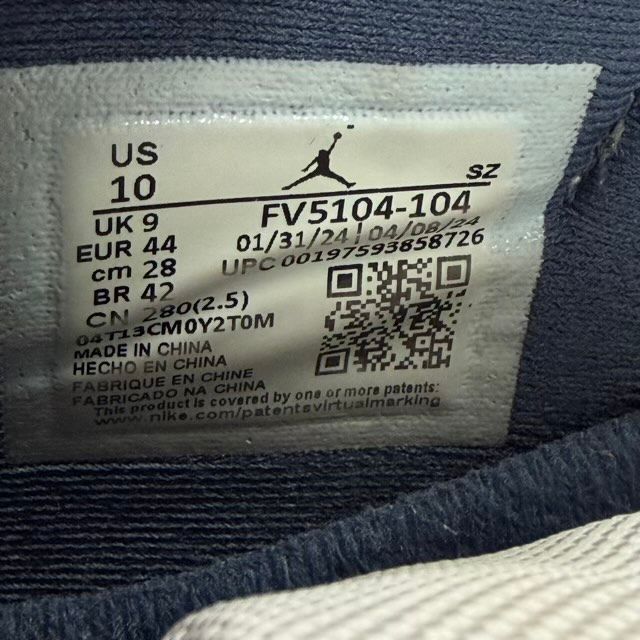 US
10
SZ
UK 9
FV5104-104
EUR 44
01/31/24 | 04/08/24
cm 28
UPC 00197593858726
BR 42
CN 280(2.5)
04T13CM0Y2T0M
MADE IN CHINA
HECHO EN CHINA
FABRIQUE EN CHINE
FABRICADO NA CHINA
This product is covered by one or more patents:
www.nike.com/patentsvirtualmarking